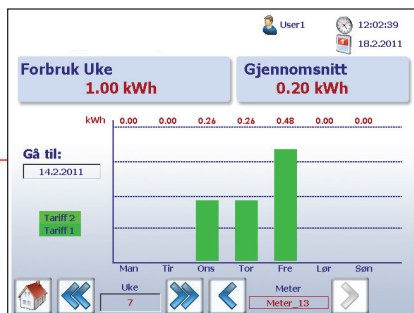 User1
12:02:39
18.2.2011
Forbruk Uke
1.00 kWh
Gjennomsnitt
0.20 kWh
kWh 0.00 0.00 0.26 0.26 0.48 0.00 0.00
Gå til:
14.2.2011
Tariff 2
Tariff 1
Man Tir Ons Tor Fre Lør Søn
Uke
7
Meter
Meter_13